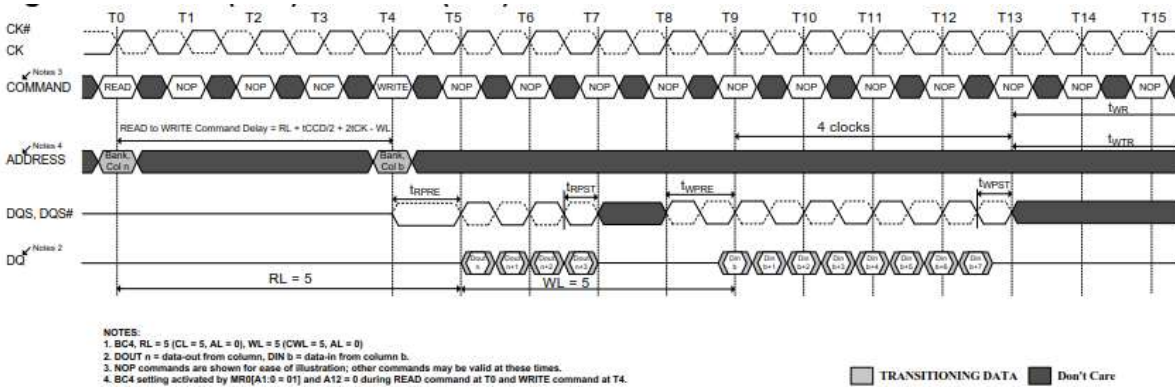 T0 T1 T2 T3 T4 T5 T6 T7 T8 T9 T10 T11 T12 T13 T14 T15
CK#
CK
Notes 3
COMMAND READ NOP NOP NOP WRITE NOP NOP NOP NOP NOP NOP NOP NOP NOP NOP NOP
READ to WRITE Command Delay = RL + tCCD/2 + 2tCK - WL
4 clocks
tWR
tWTR
Notes 4
ADDRESS Bank, Col n Bank, Col b
tRPRE tRPST tWPRE tWPST
DQS, DQS#
Notes 2
DQ Dout n Dout n+1 Dout n+2 Dout n+3 Din b Din b+1 Din b+2 Din b+3 Din b+4 Din b+5 Din b+6 Din b+7
RL = 5 WL = 5
NOTES:
1. BC4, RL = 5 (CL = 5, AL = 0), WL = 5 (CWL = 5, AL = 0)
2. DOUT n = data-out from column, DIN b = data-in from column b.
3. NOP commands are shown for ease of illustration; other commands may be valid at these times.
4. BC4 setting activated by MR0[A1:0 = 01] and A12 = 0 during READ command at T0 and WRITE command at T4.
TRANSITIONING DATA Don't Care